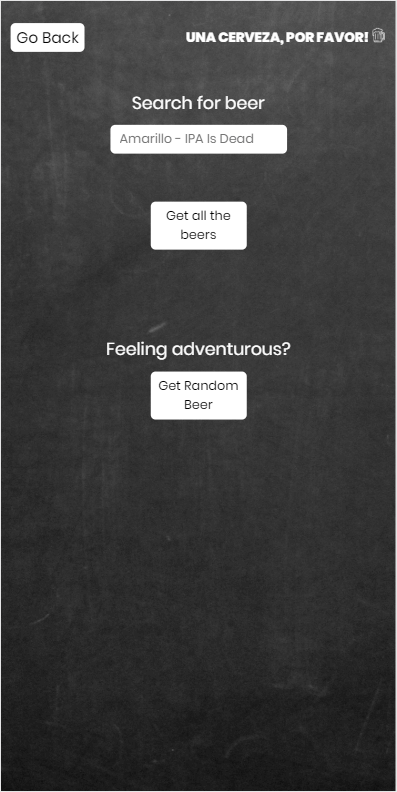 Go Back
UNA CERVEZA, POR FAVOR!
Search for beer
Amarillo - IPA Is Dead
Get all the
beers
Feeling adventurous?
Get Random
Beer